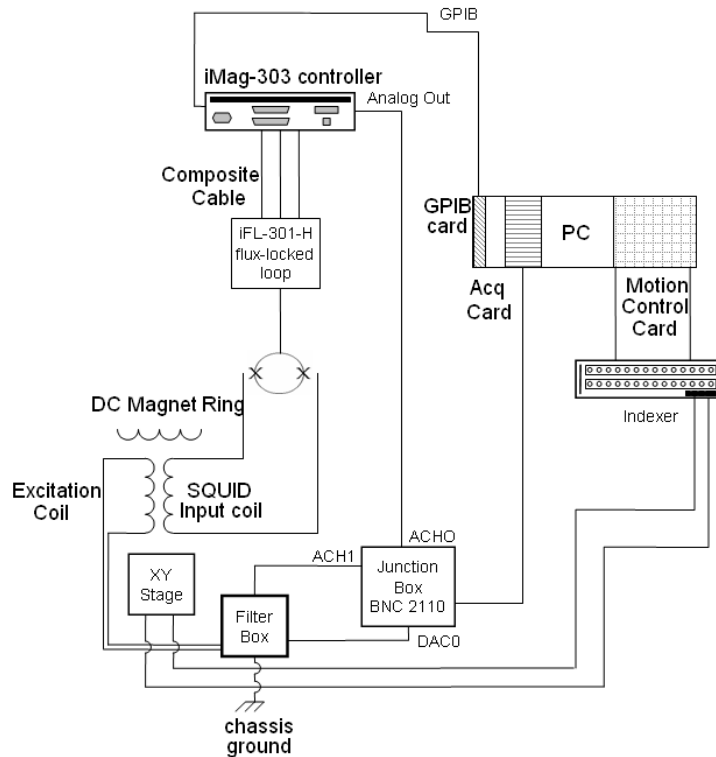 GPIB
iMag-303 controller
Analog Out
Composite
Cable
iFL-301-H
flux-locked
loop
GPIB
card
PC
Acq
Card
Motion
Control
Card
Indexer
DC Magnet Ring
Excitation
Coil
SQUID
Input coil
ACH1
ACHO
XY
Stage
Filter
Box
Junction
Box
BNC 2110
DAC0
chassis
ground